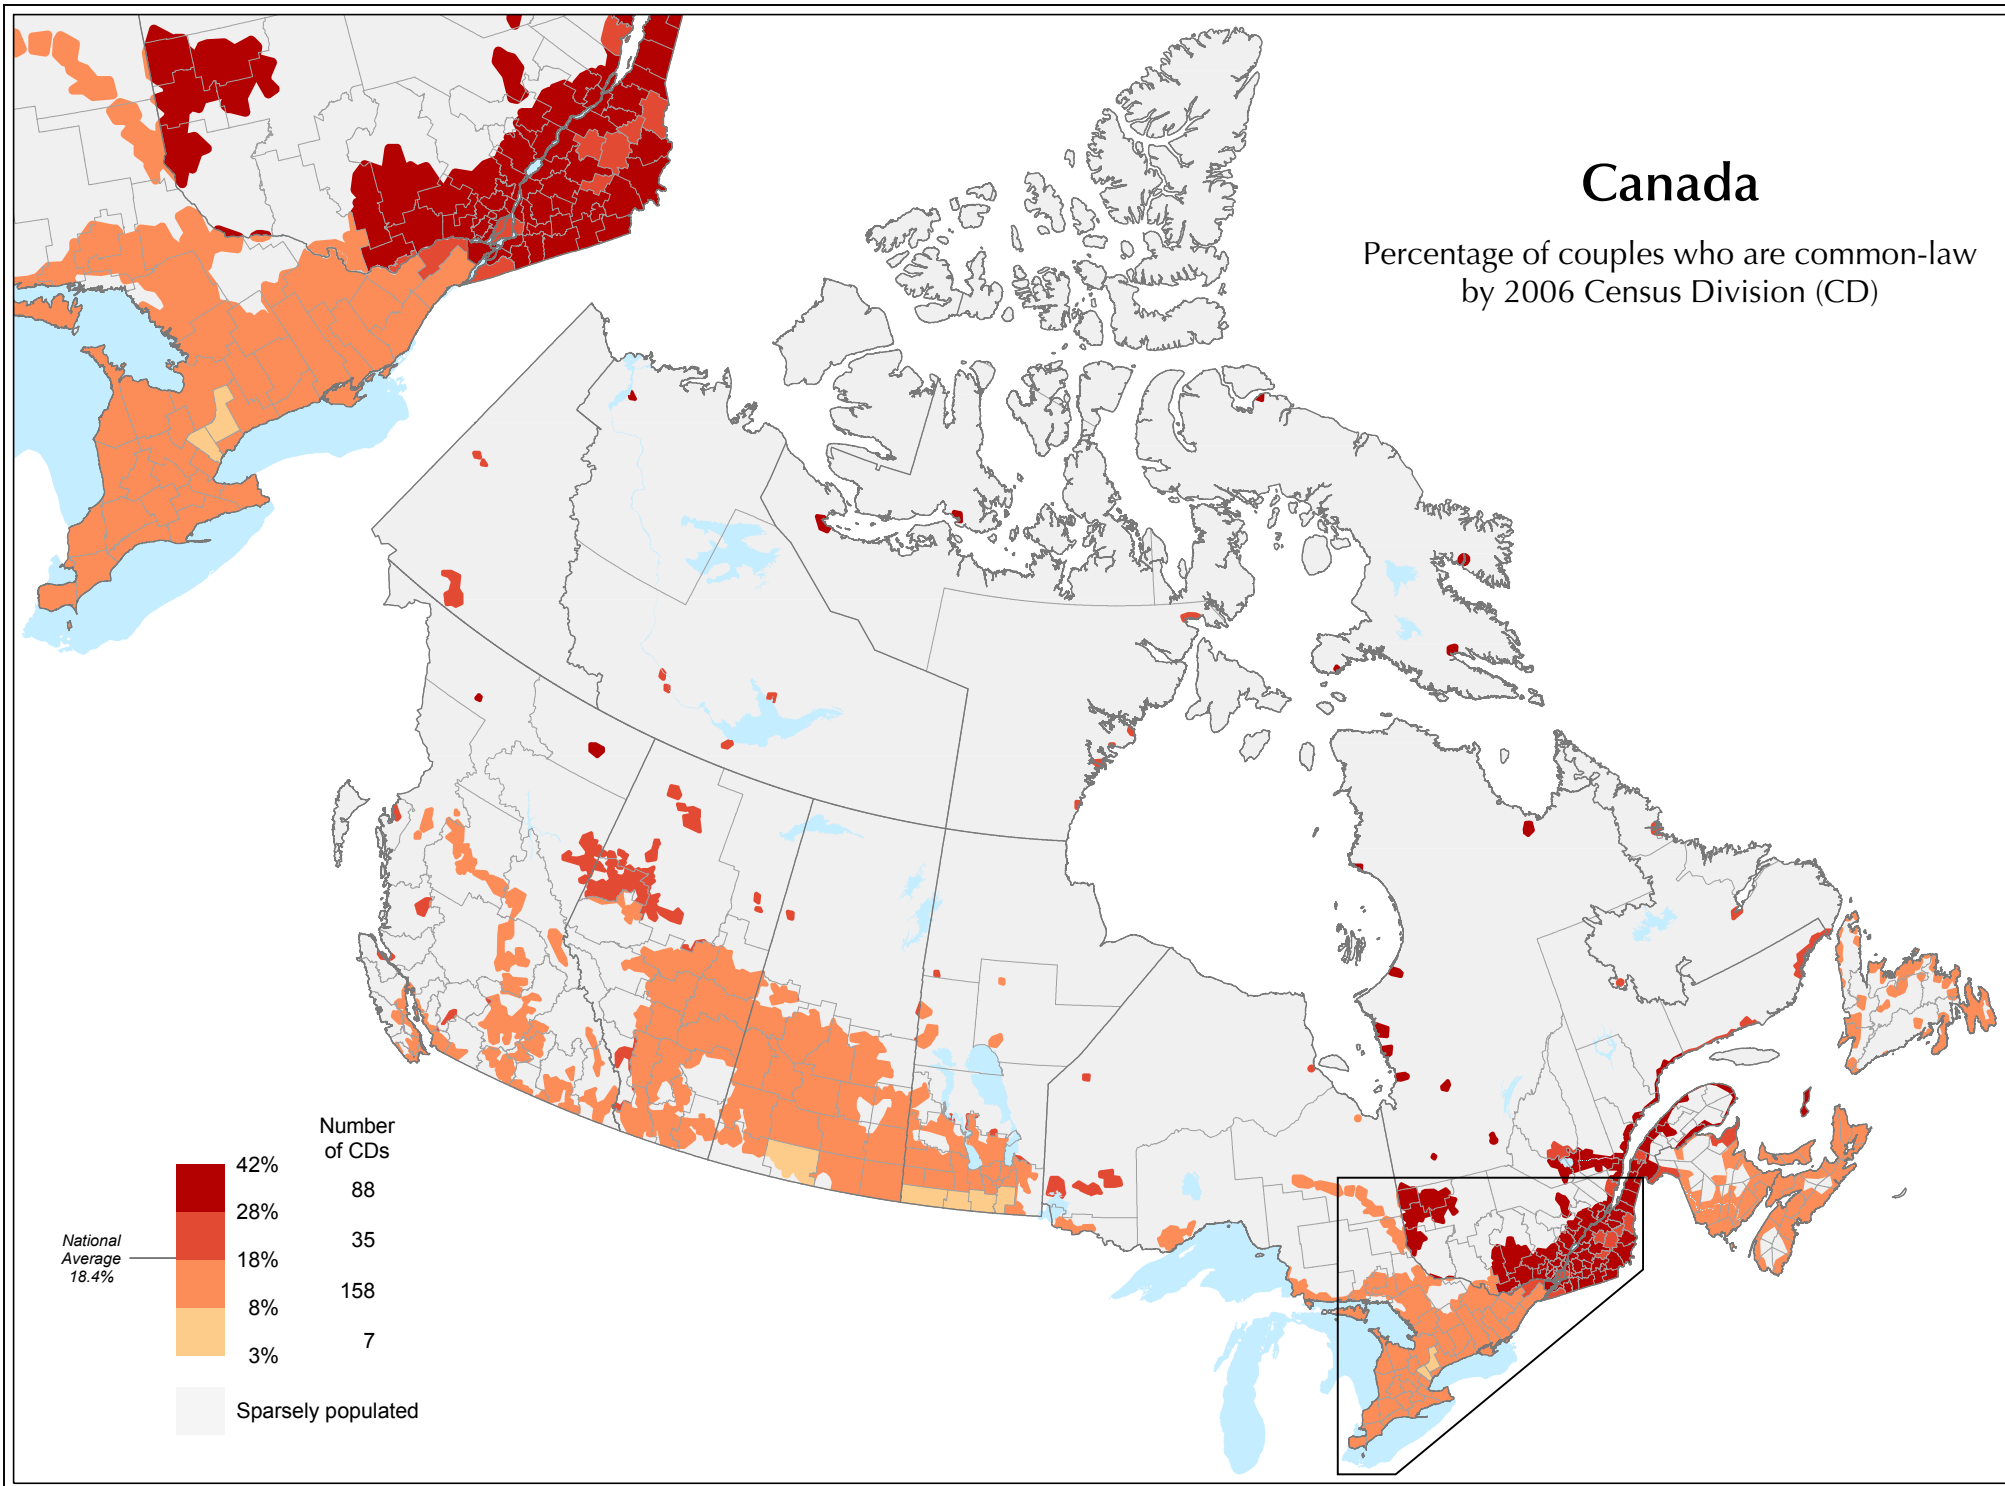 Canada
Percentage of couples who are common-law
by 2006 Census Division (CD)
Number
of CDs
42%
88
28%
35
National
Average
18.4%
18%
158
8%
7
3%
Sparsely populated